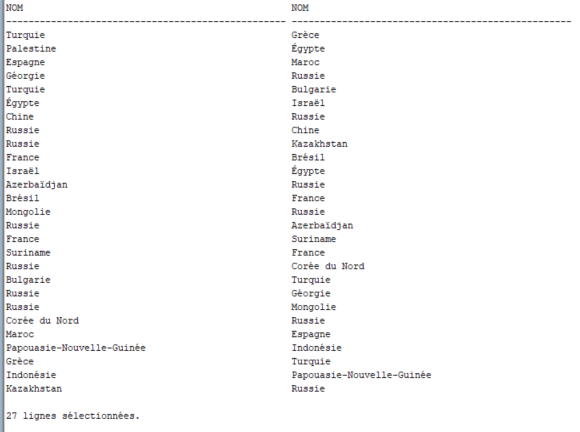 NOM NOM
---------------------------------------------------------- ----------------------------------------------------------
Turquie Grèce
Palestine Égypte
Espagne Maroc
Géorgie Russie
Turquie Bulgarie
Égypte Israël
Chine Russie
Russie Chine
Russie Kazakhstan
France Brésil
Israël Égypte
Azerbaïdjan Russie
Brésil France
Mongolie Russie
Russie Azerbaïdjan
France Suriname
Suriname France
Russie Corée du Nord
Bulgarie Turquie
Russie Géorgie
Russie Mongolie
Corée du Nord Russie
Maroc Espagne
Papouasie-Nouvelle-Guinée Indonésie
Grèce Turquie
Indonésie Papouasie-Nouvelle-Guinée
Kazakhstan Russie
27 lignes sélectionnées.